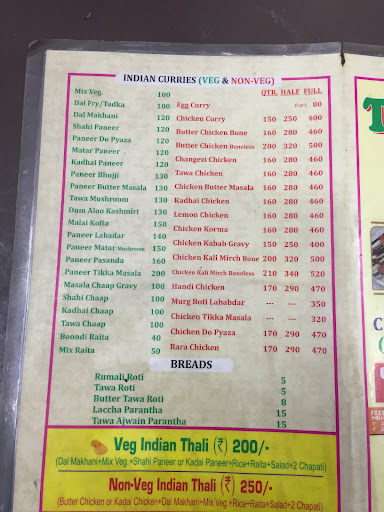 INDIAN CURRIES (VEG & NON-VEG)
QTR. HALF FULL
Mix Veg. 100
Dal Fry/Tadka 100
Dal Makhani 120
Shahi Paneer 120
Paneer Do Pyaza 120
Matar Paneer 120
Kadhai Paneer 120
Paneer Bhuji 130
Paneer Butter Masala 130
Tawa Mushroom 130
Dum Aloo Kashmiri 130
Malai Kofta 150
Paneer Labadar 140
Paneer Matar Mushroom 150
Paneer Pasanda 160
Paneer Tikka Masala 200
Masala Chaap Gravy 100
Shahi Chaap 100
Kadhai Chaap 100
Tawa Chaap 100
Boondi Raita 40
Mix Raita 50
Egg Curry 80
Chicken Curry 150 250 400
Butter Chicken Bone 160 280 460
Butter Chicken Boneless 200 320 500
Changezi Chicken 160 280 460
Tawa Chicken 160 280 460
Chicken Butter Masala 160 280 460
Kadhai Chicken 160 280 460
Lemon Chicken 160 280 460
Chicken Korma 160 280 460
Chicken Kabab Gravy 150 250 400
Chicken Kali Mirch Bone 200 320 500
Chicken Kali Mirch Boneless 210 340 520
Handi Chicken 170 290 470
Murg Boti Lababdar --- --- 350
Chicken Tikka Masala --- --- 320
Chicken Do Pyaza 170 290 470
Rara Chicken 170 290 470
BREADS
Rumali Roti 5
Tawa Roti 5
Butter Tawa Roti 8
Laccha Parantha 15
Tawa Ajwain Parantha 15
Veg Indian Thali (₹) 200/-
(Dal Makhani+Mix Veg.+Shahi Paneer or Kadai Paneer+Rice+Raita+Salad+2 Chapati)
Non-Veg Indian Thali (₹) 250/-
(Butter Chicken or Kadai Chicken+Dal Makhani+Mix Veg.+Rice+Raita+Salad+2 Chapati)